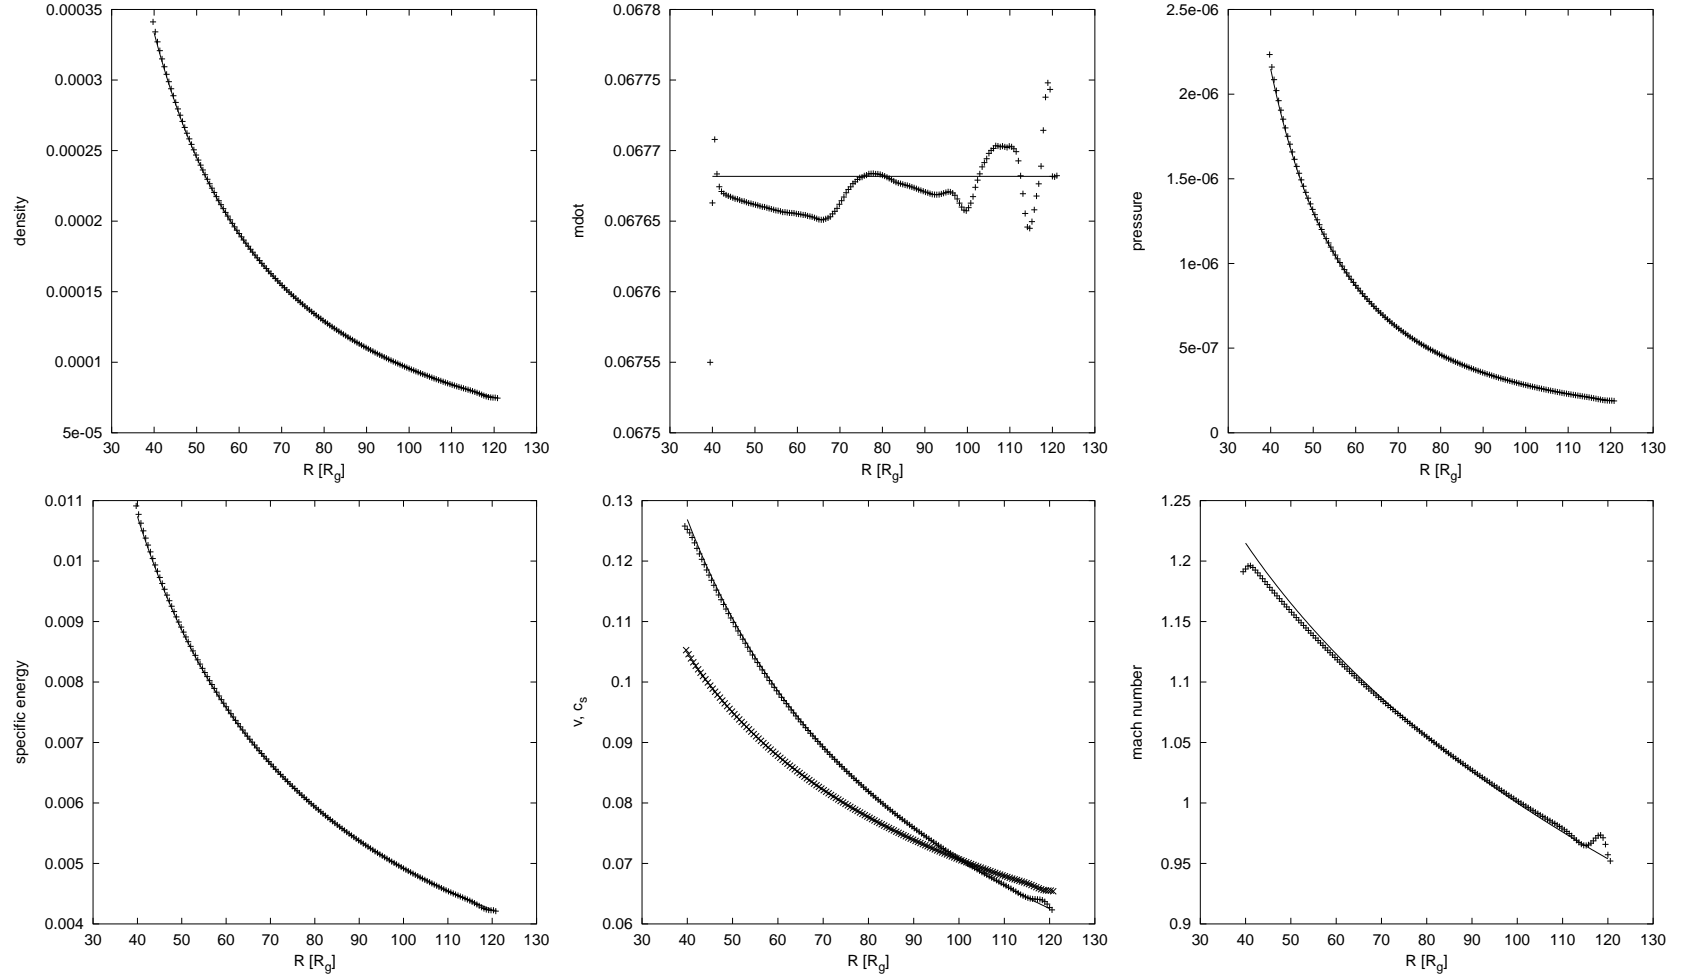 0.00035
0.0003
0.00025
0.0002
0.00015
0.0001
5e-05
30 40 50 60 70 80 90 100 110 120 130
density
R [Rg]
0.0678
0.06775
0.0677
0.06765
0.0676
0.06755
0.0675
30 40 50 60 70 80 90 100 110 120 130
mdot
R [Rg]
2.5e-06
2e-06
1.5e-06
1e-06
5e-07
0
30 40 50 60 70 80 90 100 110 120 130
pressure
R [Rg]
0.011
0.01
0.009
0.008
0.007
0.006
0.005
0.004
30 40 50 60 70 80 90 100 110 120 130
specific energy
R [Rg]
0.13
0.12
0.11
0.1
0.09
0.08
0.07
0.06
30 40 50 60 70 80 90 100 110 120 130
v, cs
R [Rg]
1.25
1.2
1.15
1.1
1.05
1
0.95
0.9
30 40 50 60 70 80 90 100 110 120 130
mach number
R [Rg]